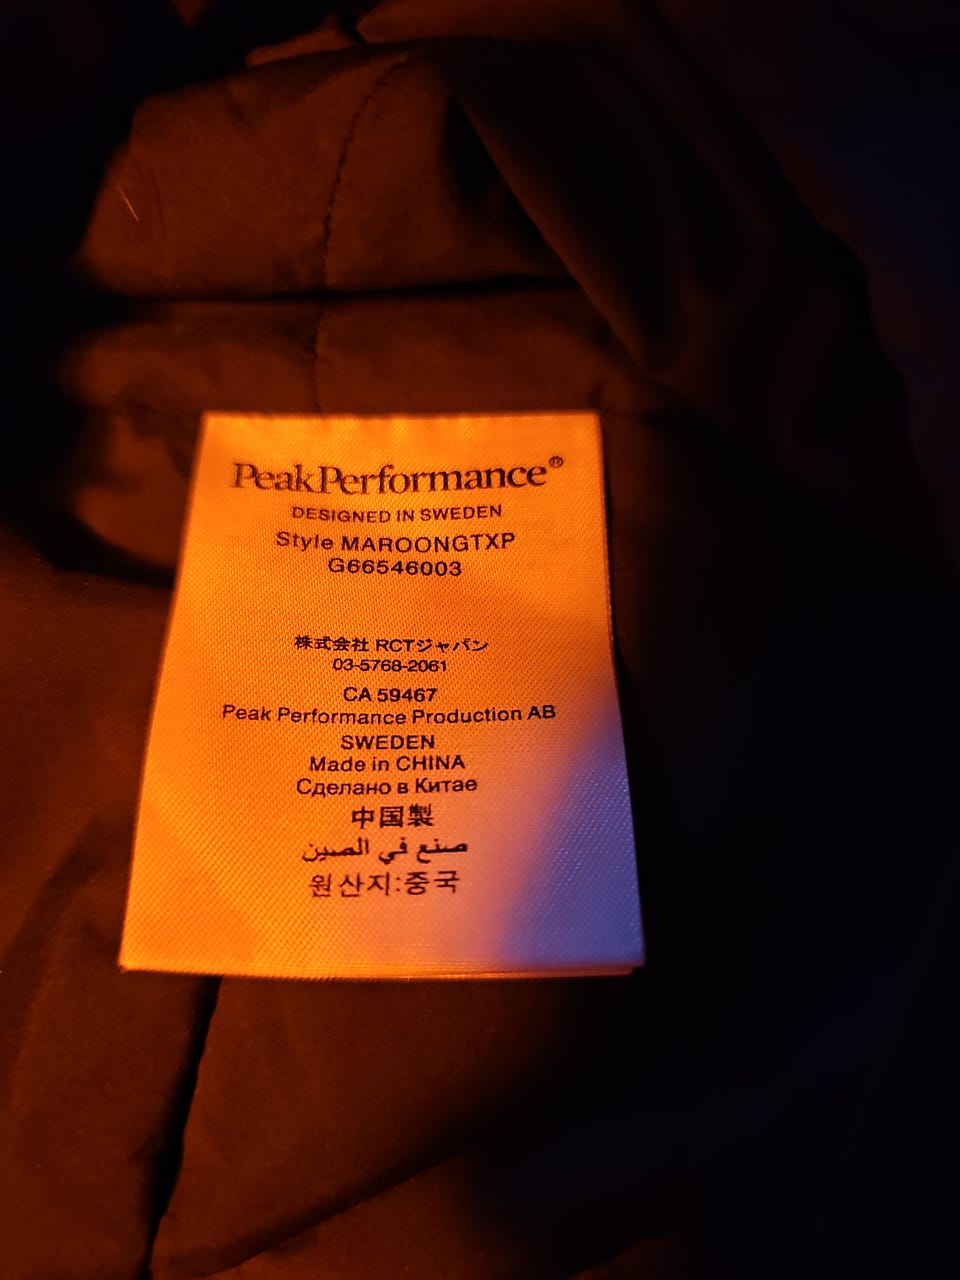 PeakPerformance®
DESIGNED IN SWEDEN
Style MAROONGTXP
G66546003
株式会社 RCTジャパン
03-5768-2061
CA 59467
Peak Performance Production AB
SWEDEN
Made in CHINA
Сделано в Китае
中国製
صنع في الصين
원산지:중국